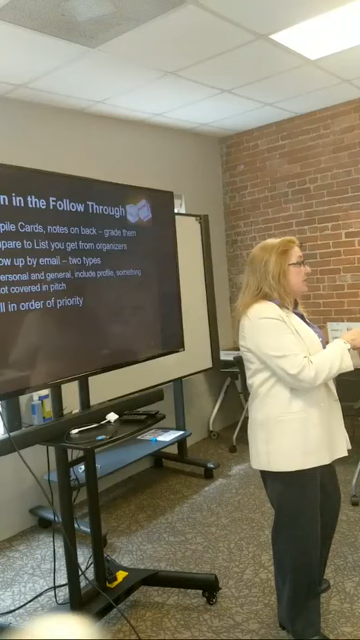 n in the Follow Through
pile Cards, notes on back – grade them
pare to List you get from organizers
ow up by email – two types
ersonal and general, include profile, something
ot covered in pitch
ll in order of priority